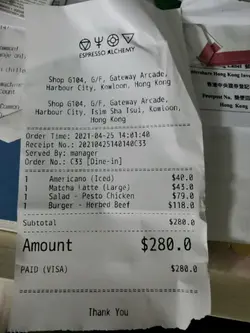 ESPRESSO ALCHEMY
Shop G104, G/F, Gateway Arcade,
Harbour City, Kowloon, Hong Kong
Shop G104, G/F, Gateway Arcade,
Harbour City, Tsim Sha Tsui, Kowloon,
Hong Kong
Order Time: 2021-04-25 14:01:40
Receipt No.: 20210425140140C33
Served By: manager
Order No.: C33 [Dine-in]
1 Americano (Iced) $40.0
1 Matcha Latte (Large) $43.0
1 Salad - Pesto Chicken $79.0
1 Burger - Herbed Beef $118.0
Subtotal $280.0
Amount $280.0
PAID (VISA) $280.0
Thank You